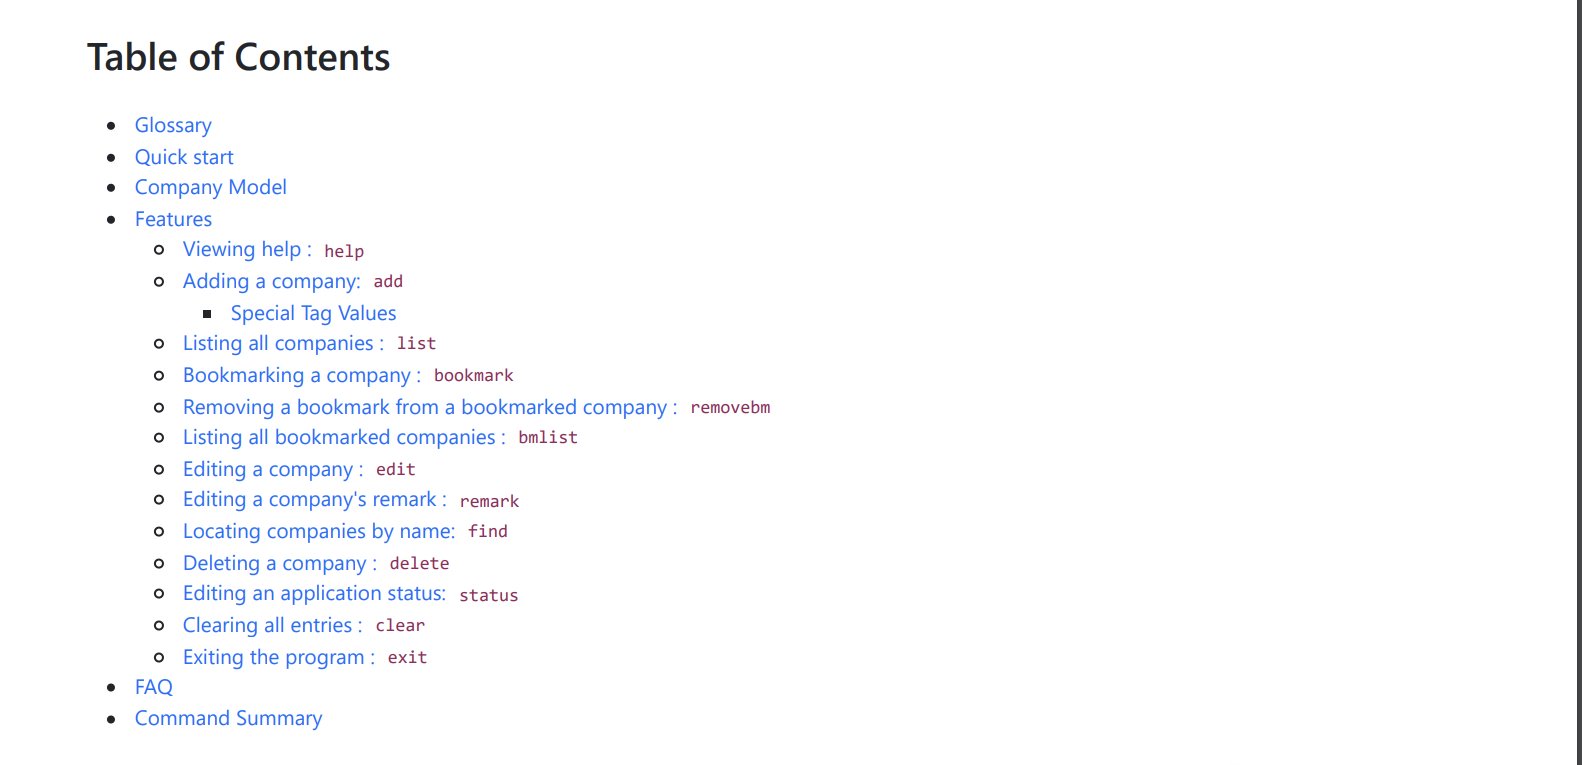 Table of Contents
Glossary
Quick start
Company Model
Features
Viewing help : help
Adding a company: add
Special Tag Values
Listing all companies : list
Bookmarking a company : bookmark
Removing a bookmark from a bookmarked company : removebm
Listing all bookmarked companies : bmlist
Editing a company : edit
Editing a company's remark : remark
Locating companies by name: find
Deleting a company : delete
Editing an application status: status
Clearing all entries : clear
Exiting the program : exit
FAQ
Command Summary